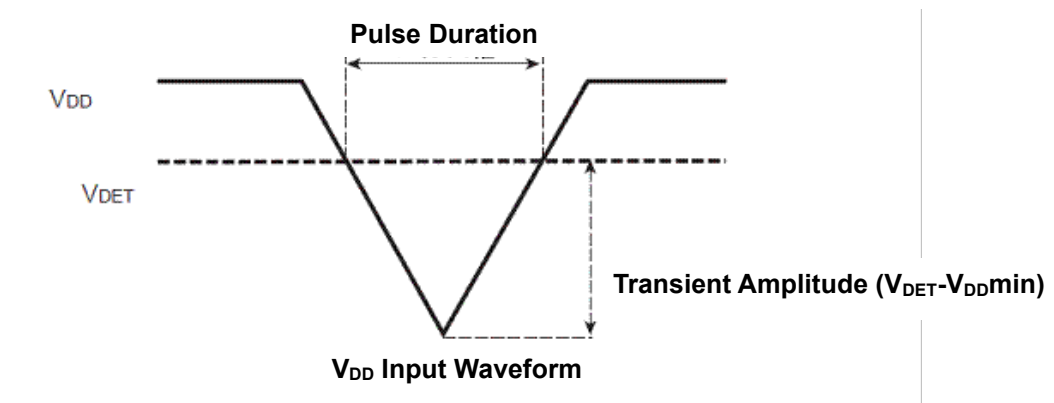 Pulse Duration
VDD
VDET
Transient Amplitude (VDET-VDDmin)
VDD Input Waveform